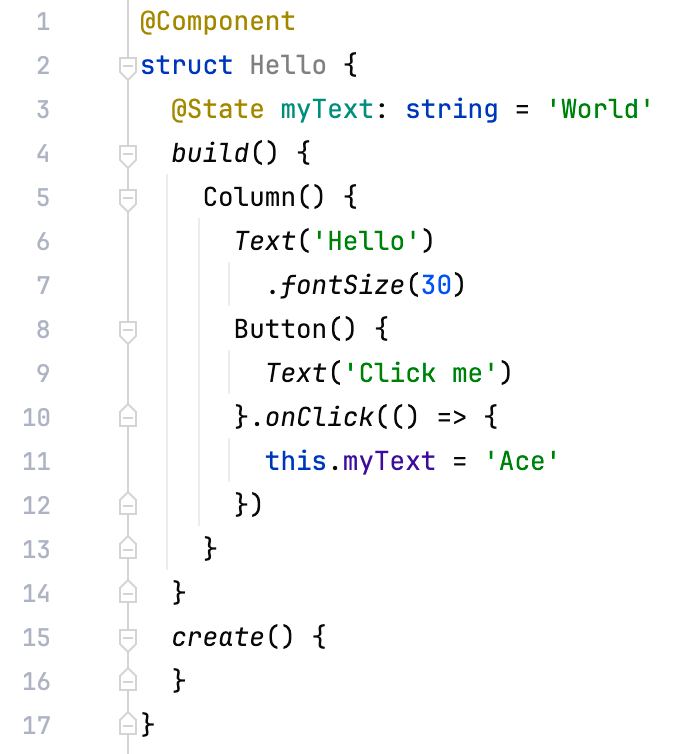 1 @Component
2 struct Hello {
3 @State myText: string = 'World'
4 build() {
5 Column() {
6 Text('Hello')
7 .fontSize(30)
8 Button() {
9 Text('Click me')
10 }.onClick(() => {
11 this.myText = 'Ace'
12 })
13 }
14 }
15 create() {
16 }
17 }